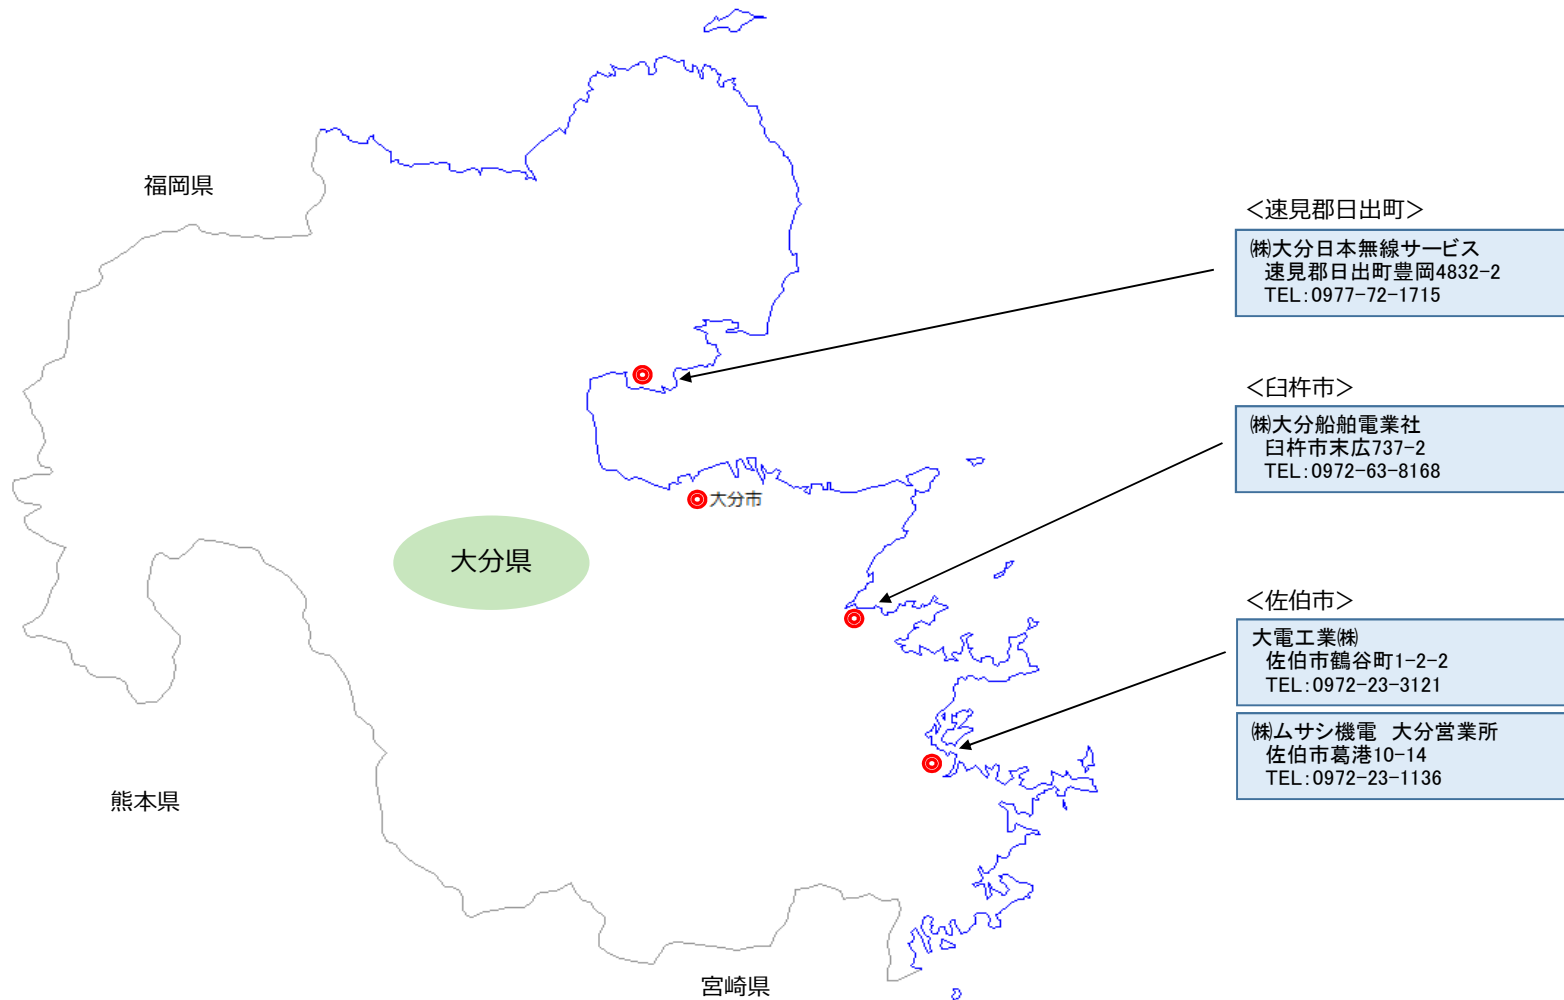 福岡県
<速見郡日出町>
㈱大分日本無線サービス
速見郡日出町豊岡4832-2
TEL:0977-72-1715
<臼杵市>
㈱大分船舶電業社
臼杵市末広737-2
TEL:0972-63-8168
大分市
大分県
<佐伯市>
大電工業㈱
佐伯市鶴谷町1-2-2
TEL:0972-23-3121
㈱ムサシ機電　大分営業所
佐伯市葛港10-14
TEL:0972-23-1136
熊本県
宮崎県